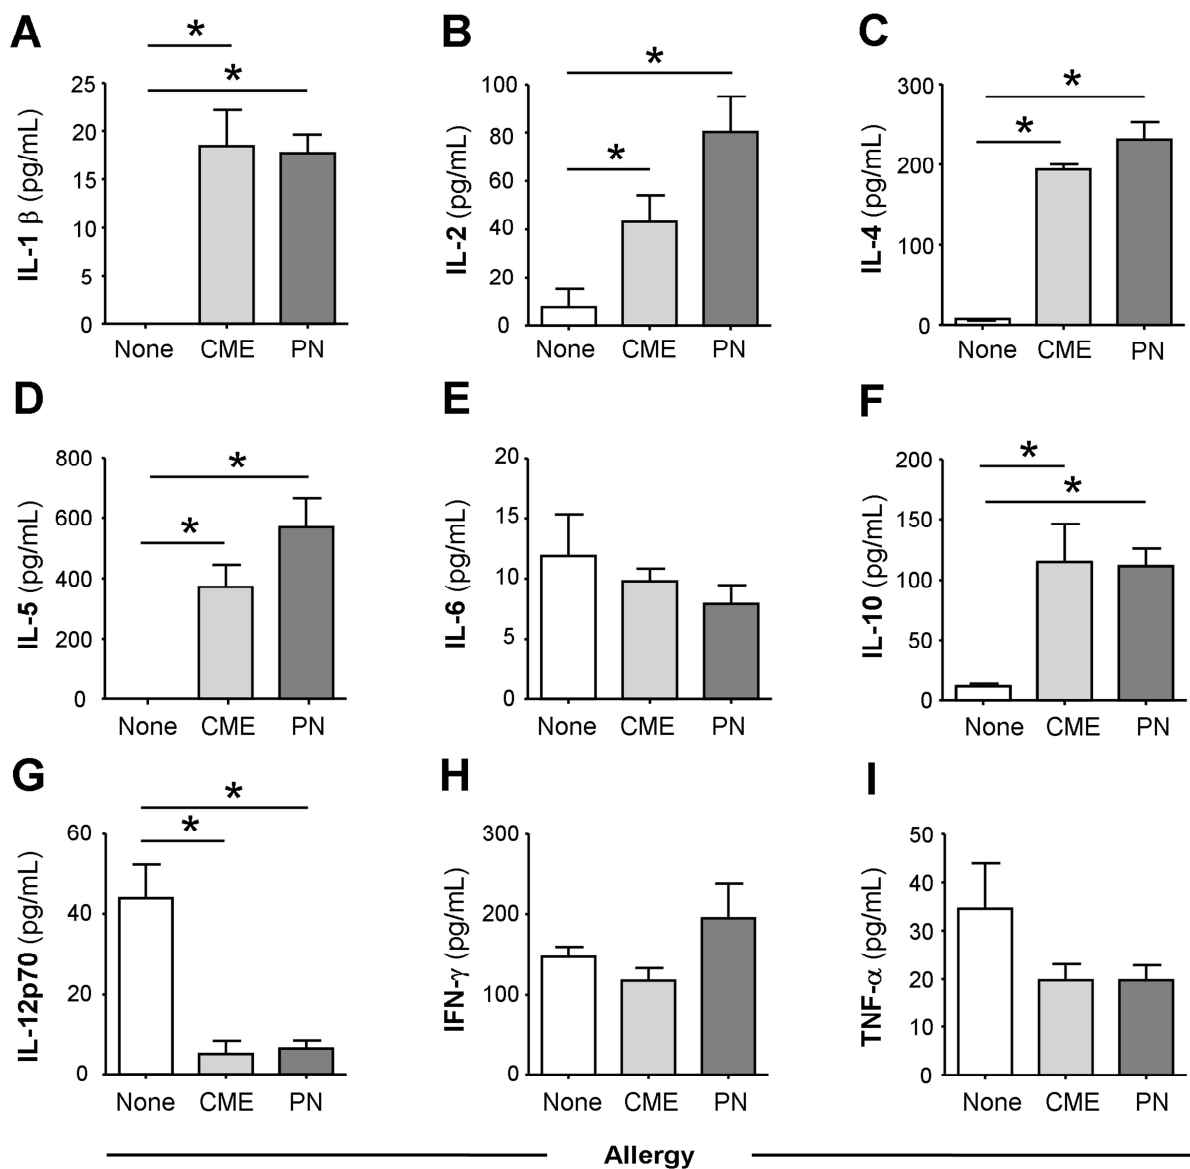 A
B
C
*
*
IL-1 β (pg/mL)
25
20
15
10
5
0
None CME PN
*
*
IL-2 (pg/mL)
100
80
60
40
20
0
None CME PN
*
*
IL-4 (pg/mL)
300
200
100
0
None CME PN
D
E
F
*
*
IL-5 (pg/mL)
800
600
400
200
0
None CME PN
IL-6 (pg/mL)
20
15
10
5
0
None CME PN
*
*
IL-10 (pg/mL)
200
150
100
50
0
None CME PN
G
H
I
*
*
IL-12p70 (pg/mL)
60
40
20
0
None CME PN
IFN-γ (pg/mL)
300
200
100
0
None CME PN
TNF-α (pg/mL)
50
40
30
20
10
0
None CME PN
Allergy